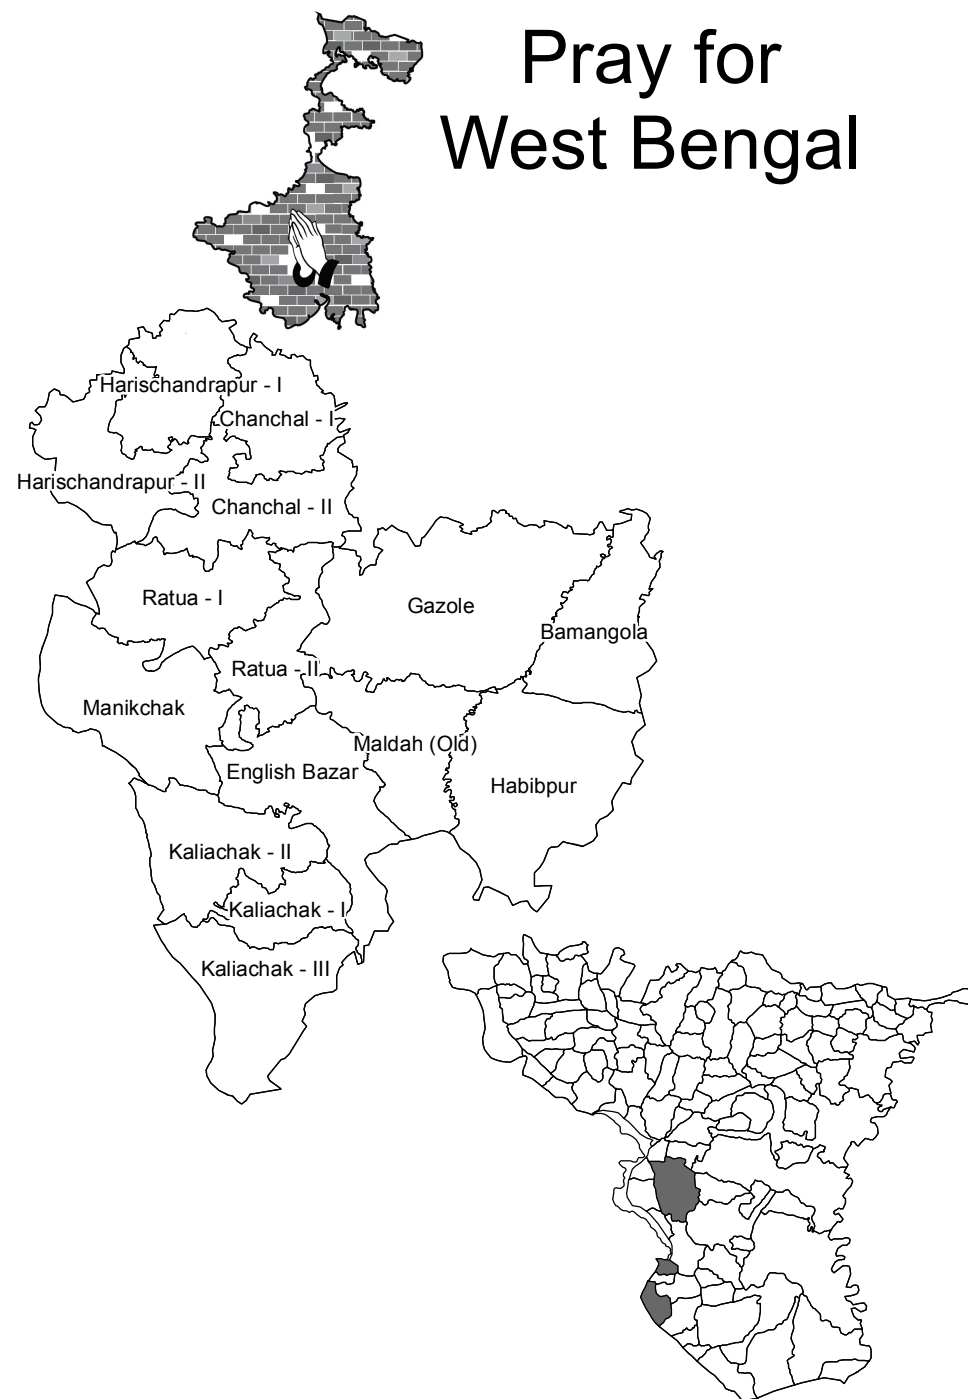 Pray for
West Bengal
Harischandrapur - I
Chanchal - I
Harischandrapur - II
Chanchal - II
Ratua - I
Gazole
Bamangola
Ratua - II
Manikchak
Maldah (Old)
English Bazar
Habibpur
Kaliachak - II
Kaliachak - I
Kaliachak - III